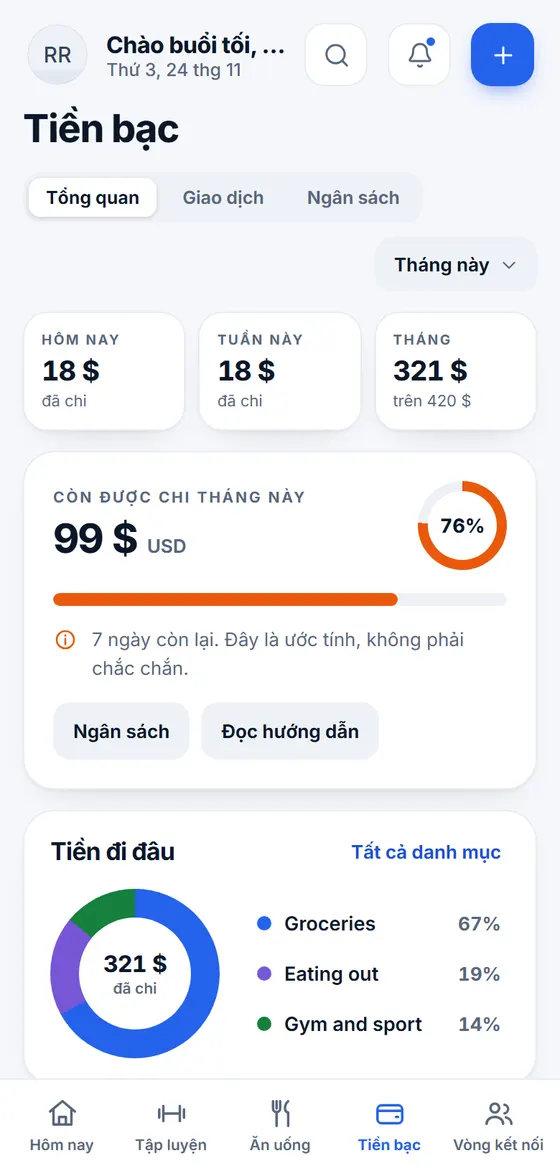 RR
Chào buổi tối, ...
Thứ 3, 24 thg 11
Tiền bạc
Tổng quan
Giao dịch
Ngân sách
Tháng này
HÔM NAY
18 $
đã chi
TUẦN NÀY
18 $
đã chi
THÁNG
321 $
trên 420 $
CÒN ĐƯỢC CHI THÁNG NÀY
99 $ USD
76%
7 ngày còn lại. Đây là ước tính, không phải
chắc chắn.
Ngân sách
Đọc hướng dẫn
Tiền đi đâu
Tất cả danh mục
321 $
đã chi
Groceries 67%
Eating out 19%
Gym and sport 14%
Hôm nay
Tập luyện
Ăn uống
Tiền bạc
Vòng kết nối